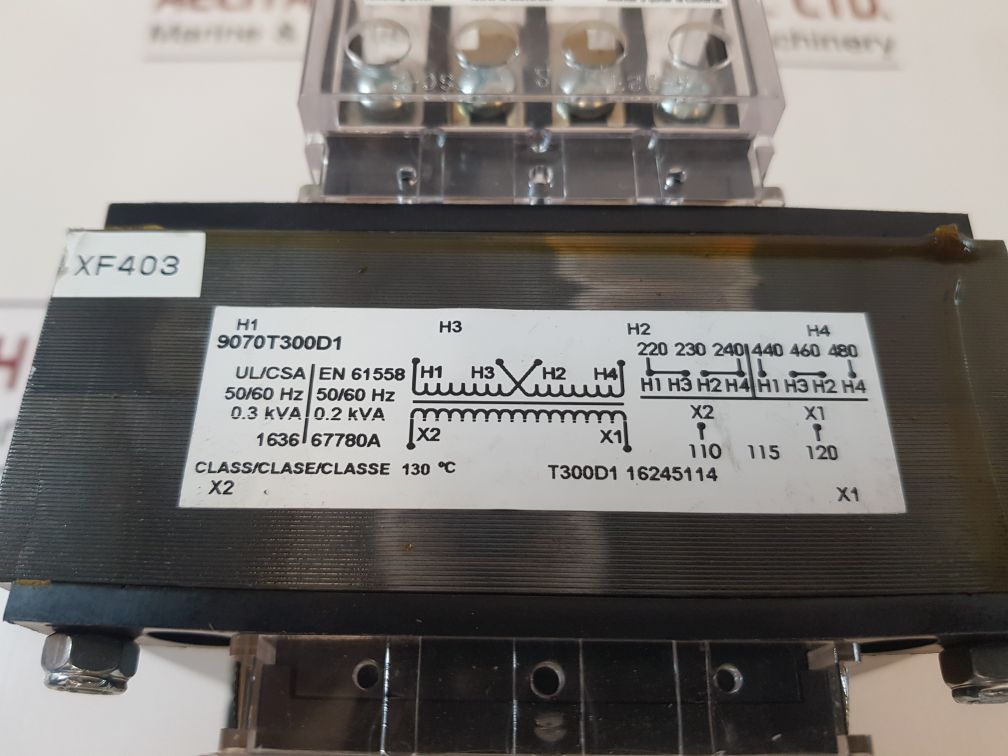 LTD.
Marine &
hinery
XF403
H1 H3 H2 H4
9070T300D1
UL/CSA EN 61558
50/60 Hz 50/60 Hz
0.3 kVA 0.2 kVA
1636 67780A
CLASS/CLASE/CLASSE 130 °C
H1 H3 H2 H4
X2 X1
220 230 240 440 460 480
H1 H3 H2 H4 H1 H3 H2 H4
X2 X1
110 115 120
T300D1 16245114
X2 X1